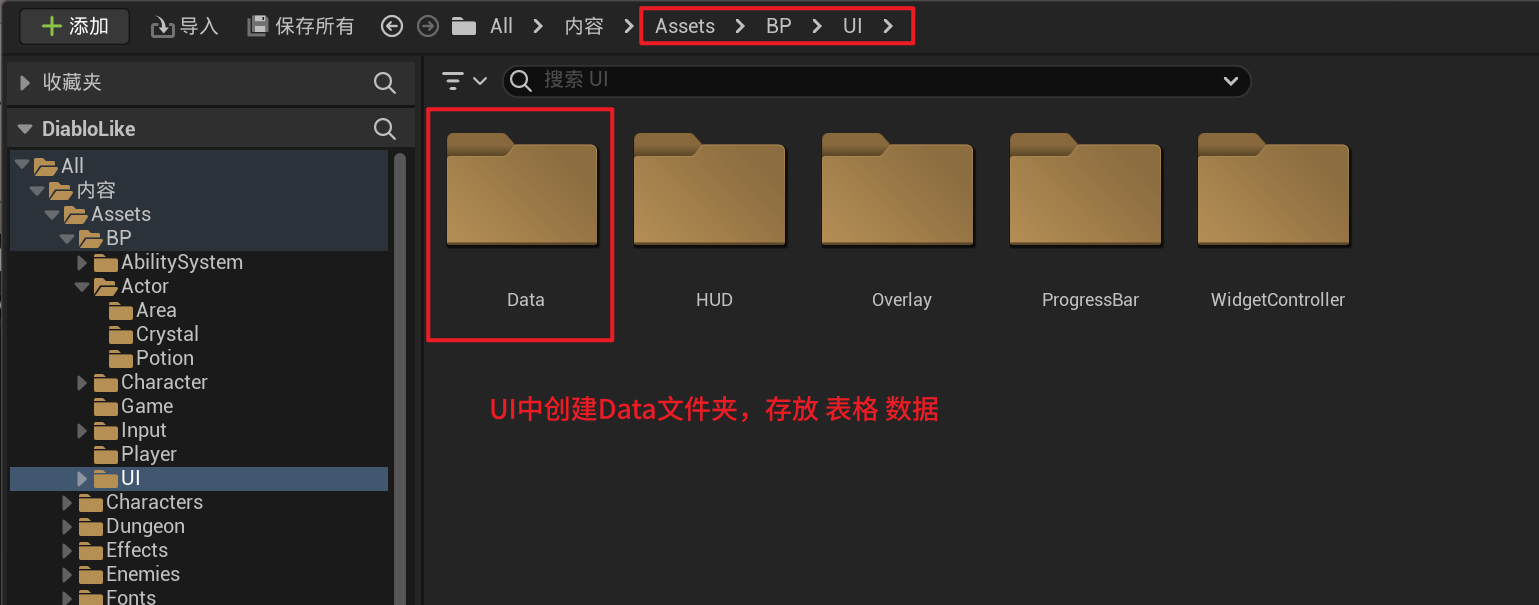 添加 导入 保存所有 All 内容 Assets BP UI
收藏夹
搜索 UI
DiabloLike
All
内容
Assets
BP
AbilitySystem
Actor
Area
Crystal
Potion
Character
Game
Input
Player
UI
Characters
Dungeon
Effects
Enemies
Fonts
Data HUD Overlay ProgressBar WidgetController
UI中创建Data文件夹，存放 表格 数据